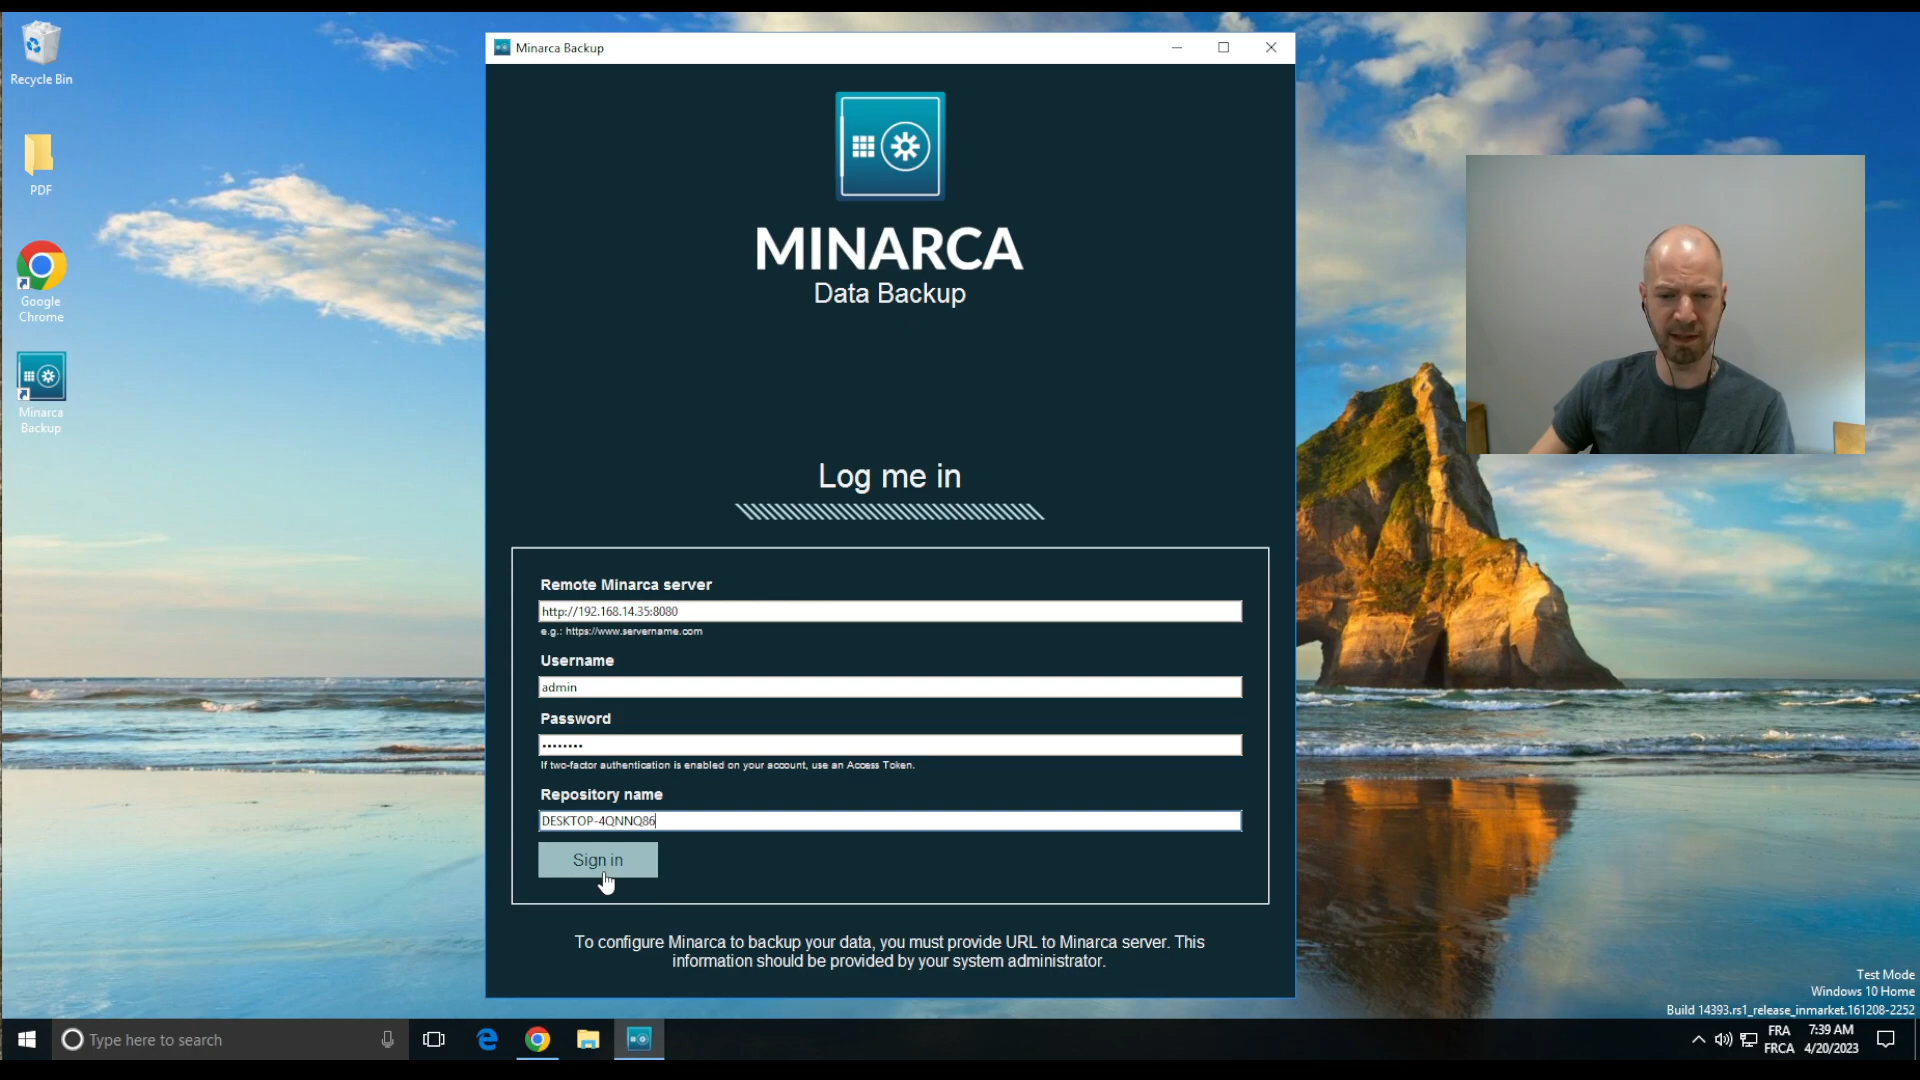 Recycle Bin
PDF
Google
Chrome
Minarca
Backup
Minarca Backup
MINARCA
Data Backup
Log me in
Remote Minarca server
http://192.168.14.35:8080
e.g.: https://www.servername.com
Username
admin
Password
••••••••
If two-factor authentication is enabled on your account, use an Access Token.
Repository name
DESKTOP-4QNNQ86
Sign in
To configure Minarca to backup your data, you must provide URL to Minarca server. This
information should be provided by your system administrator.
Test Mode
Windows 10 Home
Build 14393.rs1_release_inmarket.161208-2252
Type here to search
FRA
FRCA
7:39 AM
4/20/2023